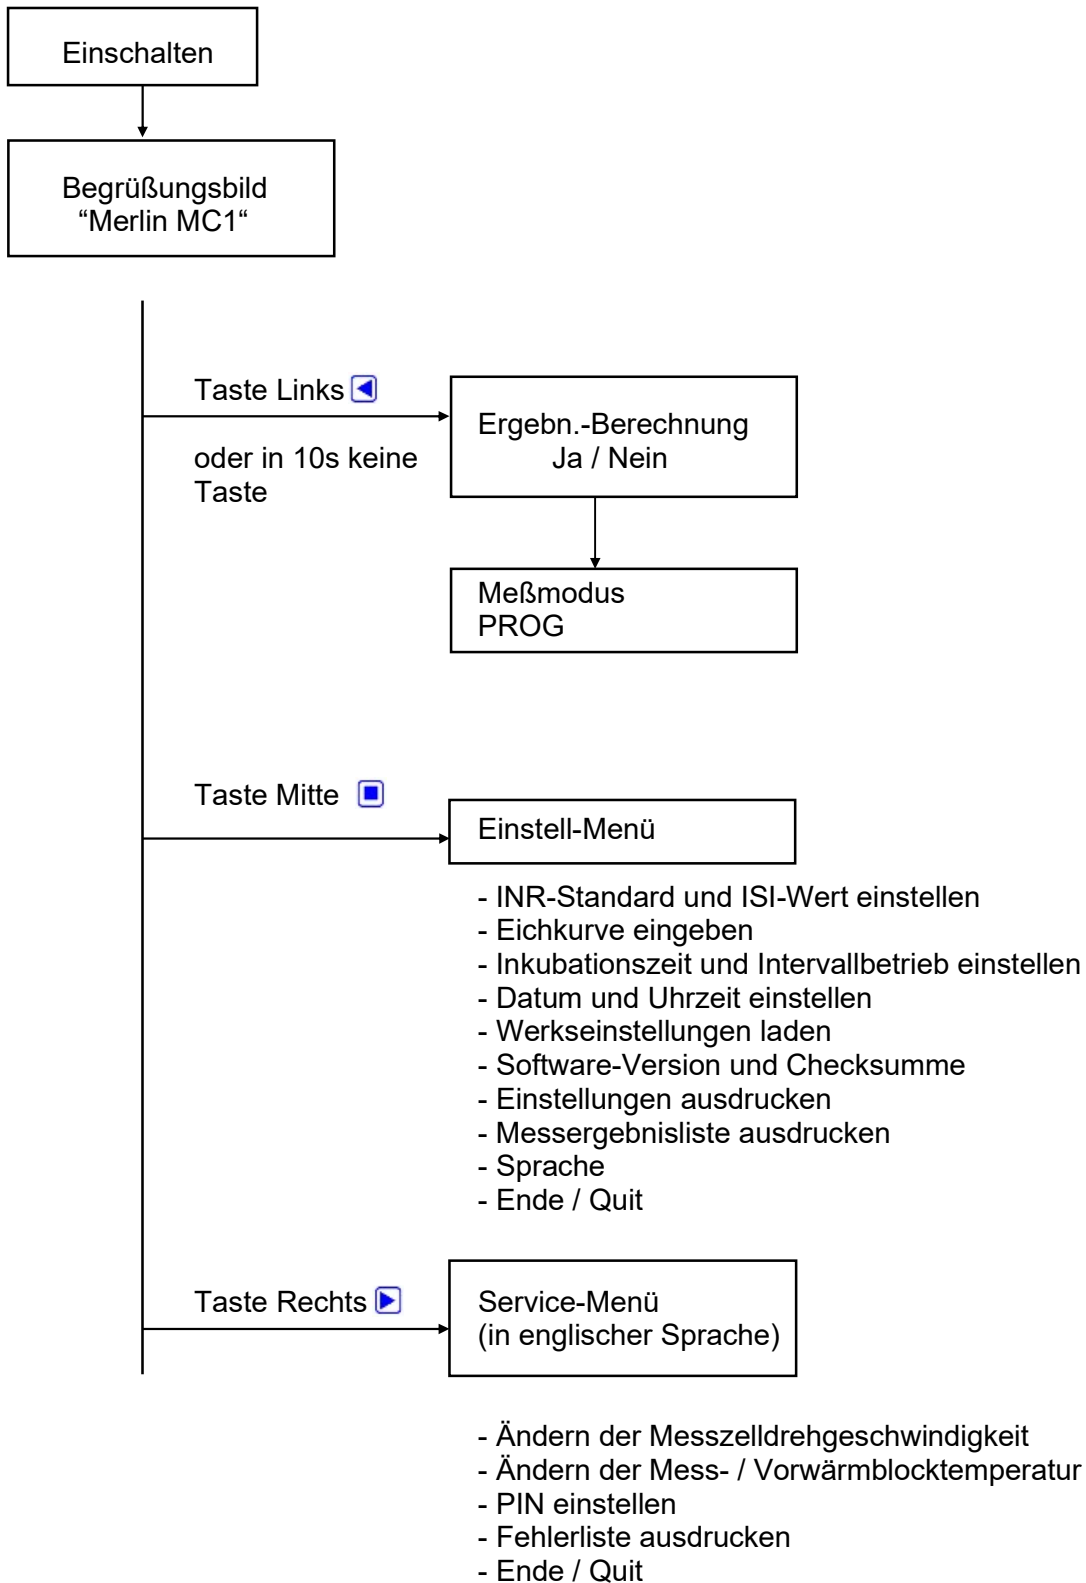 Einschalten
Begrüßungsbild
“Merlin MC1“
Taste Links
oder in 10s keine
Taste
Ergebn.-Berechnung
Ja / Nein
Meßmodus
PROG
Taste Mitte
Einstell-Menü
- INR-Standard und ISI-Wert einstellen
- Eichkurve eingeben
- Inkubationszeit und Intervallbetrieb einstellen
- Datum und Uhrzeit einstellen
- Werkseinstellungen laden
- Software-Version und Checksumme
- Einstellungen ausdrucken
- Messergebnisliste ausdrucken
- Sprache
- Ende / Quit
Taste Rechts
Service-Menü
(in englischer Sprache)
- Ändern der Messzelldrehgeschwindigkeit
- Ändern der Mess- / Vorwärmblocktemperatur
- PIN einstellen
- Fehlerliste ausdrucken
- Ende / Quit